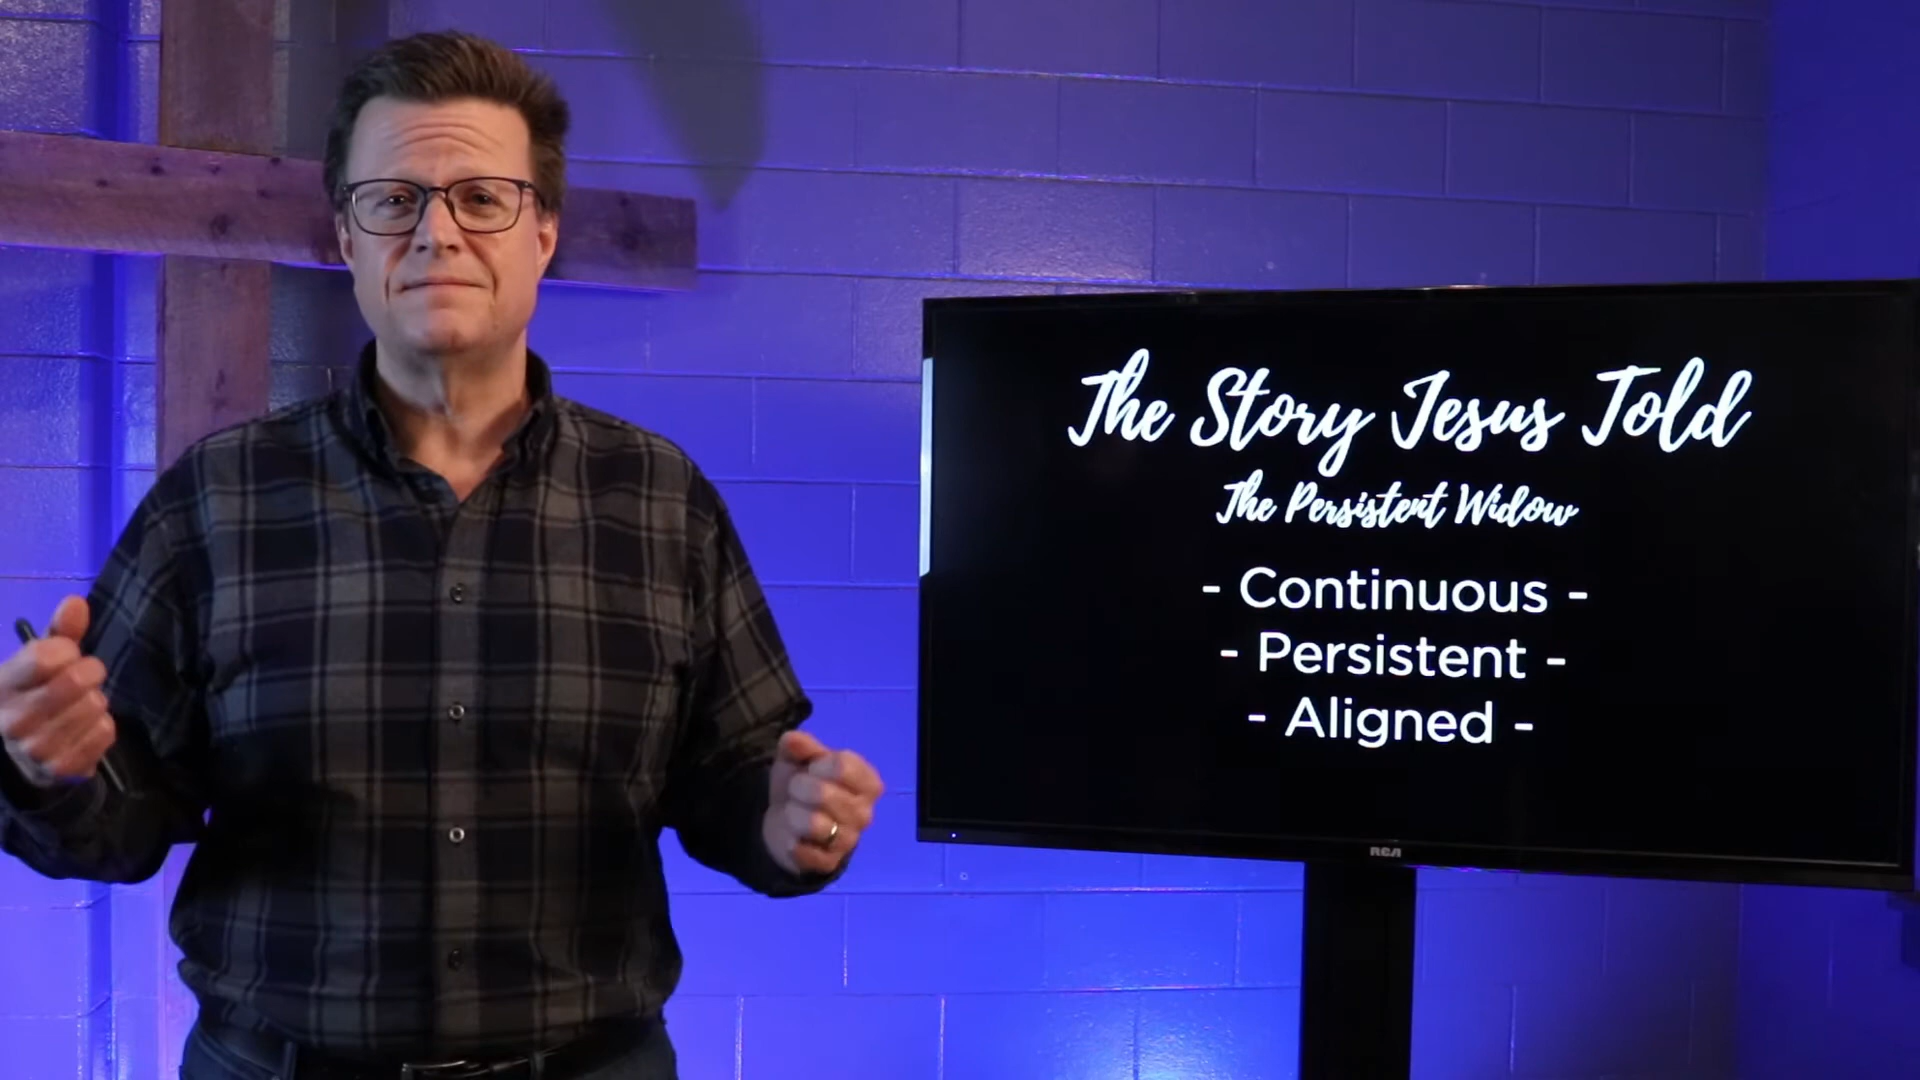 The Story Jesus Told
The Persistent Widow
- Continuous -
- Persistent -
- Aligned -
RCA